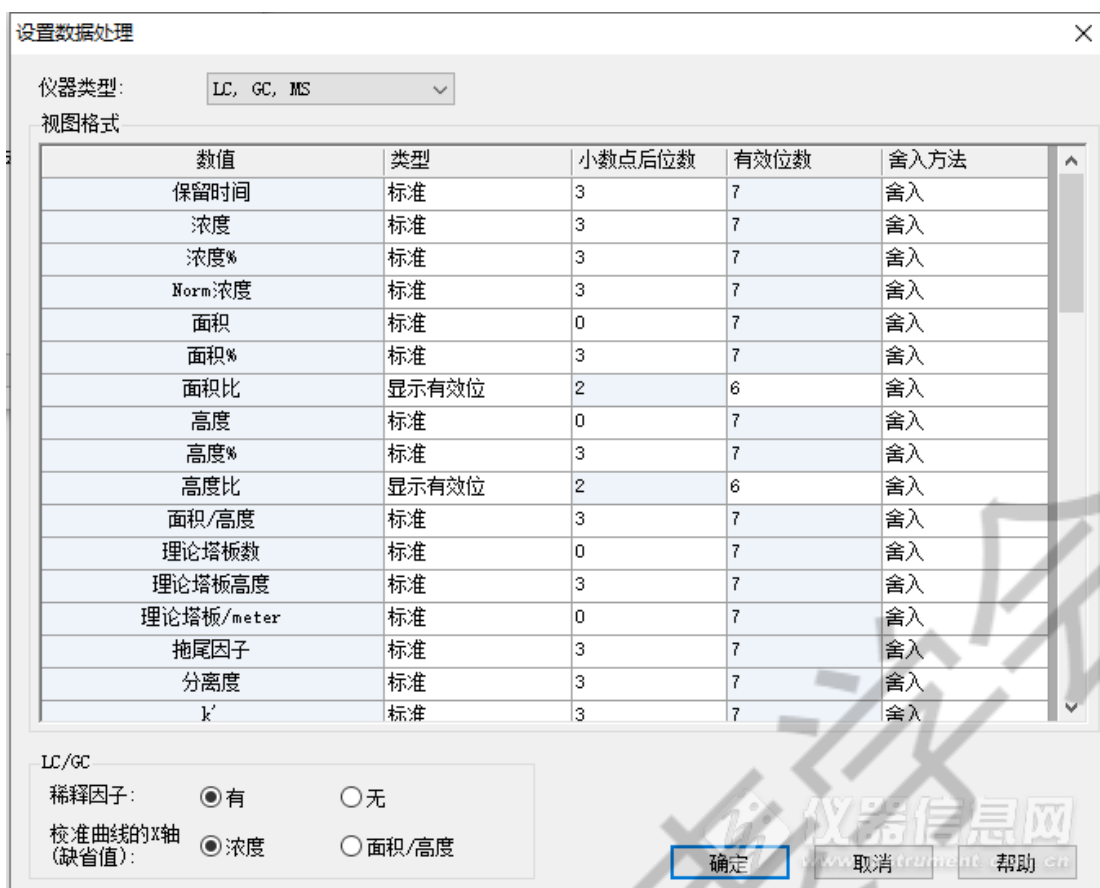 设置数据处理
仪器类型: LC, GC, MS
视图格式
数值 类型 小数点后位数 有效位数 舍入方法
保留时间 标准 3 7 舍入
浓度 标准 3 7 舍入
浓度% 标准 3 7 舍入
Norm浓度 标准 3 7 舍入
面积 标准 0 7 舍入
面积% 标准 3 7 舍入
面积比 显示有效位 2 6 舍入
高度 标准 0 7 舍入
高度% 标准 3 7 舍入
高度比 显示有效位 2 6 舍入
面积/高度 标准 3 7 舍入
理论塔板数 标准 0 7 舍入
理论塔板高度 标准 3 7 舍入
理论塔板/meter 标准 0 7 舍入
拖尾因子 标准 3 7 舍入
分离度 标准 3 7 舍入
k' 标准 3 7 舍入
LC/GC
稀释因子: 有 无
校准曲线的X轴
(缺省值): 浓度 面积/高度
仪器信息网
确定 取消 帮助